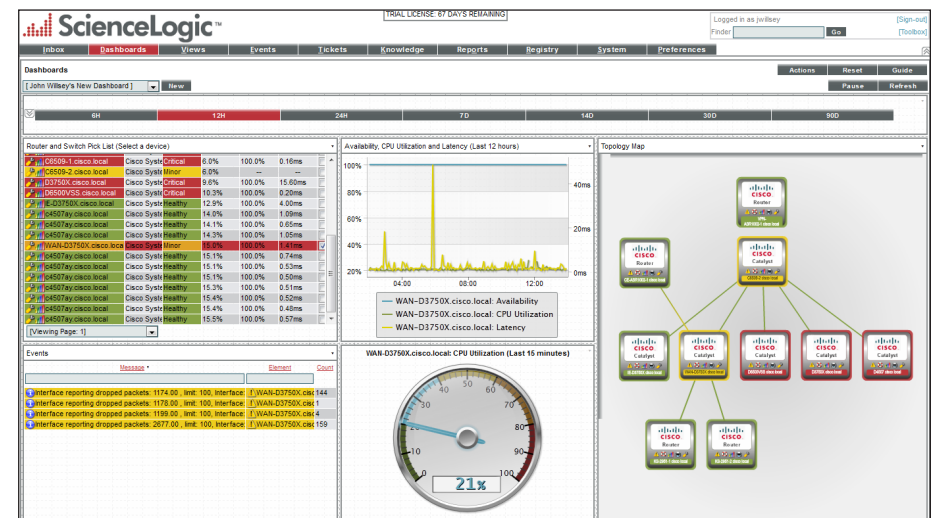 TRIAL LICENSE: 67 DAYS REMAINING
ScienceLogic™
Logged in as jwillsey [Sign-out]
Finder Go [Toolbox]
Inbox Dashboards Views Events Tickets Knowledge Reports Registry System Preferences
Dashboards
Actions Reset Guide
[ John Willsey's New Dashboard ] New
Pause Refresh
6H 12H 24H 7D 14D 30D 90D
Router and Switch Pick List (Select a device)
C6509-1.cisco.local Cisco Syste Critical 6.0% 100.0% 0.16ms
C6509-2.cisco.local Cisco Syste Minor 6.0% -- --
D3750X.cisco.local Cisco Syste Critical 9.6% 100.0% 15.60ms
D6500VSS.cisco.local Cisco Syste Critical 10.3% 100.0% 0.20ms
IE-D3750X.cisco.local Cisco Syste Healthy 12.9% 100.0% 4.00ms
c4507ay.cisco.local Cisco Syste Healthy 14.0% 100.0% 1.09ms
c4507ay.cisco.local Cisco Syste Healthy 14.1% 100.0% 0.65ms
c4507ay.cisco.local Cisco Syste Healthy 14.3% 100.0% 1.05ms
WAN-D3750X.cisco.loca Cisco Syste Minor 15.0% 100.0% 1.41ms
c4507ay.cisco.local Cisco Syste Healthy 15.1% 100.0% 0.74ms
c4507ay.cisco.local Cisco Syste Healthy 15.1% 100.0% 0.53ms
c4507ay.cisco.local Cisco Syste Healthy 15.1% 100.0% 0.50ms
c4507ay.cisco.local Cisco Syste Healthy 15.3% 100.0% 0.51ms
c4507ay.cisco.local Cisco Syste Healthy 15.4% 100.0% 0.52ms
c4507ay.cisco.local Cisco Syste Healthy 15.4% 100.0% 0.48ms
c4507ay.cisco.local Cisco Syste Healthy 15.5% 100.0% 0.57ms
[Viewing Page: 1]
Availability, CPU Utilization and Latency (Last 12 hours)
100%
80%
60%
40%
20%
40ms
20ms
0ms
04:00 08:00 12:00
WAN-D3750X.cisco.local: Availability
WAN-D3750X.cisco.local: CPU Utilization
WAN-D3750X.cisco.local: Latency
Topology Map
CISCO
Router
CISCO
Router
CISCO
Catalyst
CISCO
Catalyst
CISCO
Catalyst
CISCO
Catalyst
CISCO
Catalyst
CISCO
Catalyst
CISCO
Router
CISCO
Router
Events
Message Element Count
Interface reporting dropped packets: 1174.00 , limit: 100, Interface: WAN-D3750X.cisc 144
Interface reporting dropped packets: 1178.00 , limit: 100, Interface: WAN-D3750X.cisc 1
Interface reporting dropped packets: 1199.00 , limit: 100, Interface: WAN-D3750X.cisc 4
Interface reporting dropped packets: 2677.00 , limit: 100, Interface: WAN-D3750X.cisc 159
WAN-D3750X.cisco.local: CPU Utilization (Last 15 minutes)
0 10 30 40 50 60 70 80 100
21%